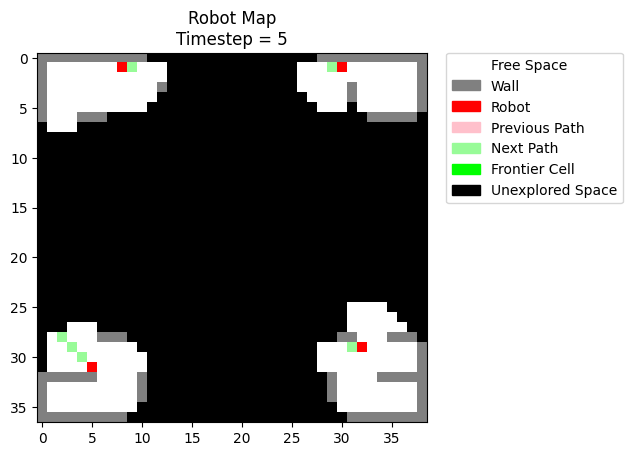 Robot Map
Timestep = 5
0
5
10
15
20
25
30
35
0
5
10
15
20
25
30
35
Free Space
Wall
Robot
Previous Path
Next Path
Frontier Cell
Unexplored Space